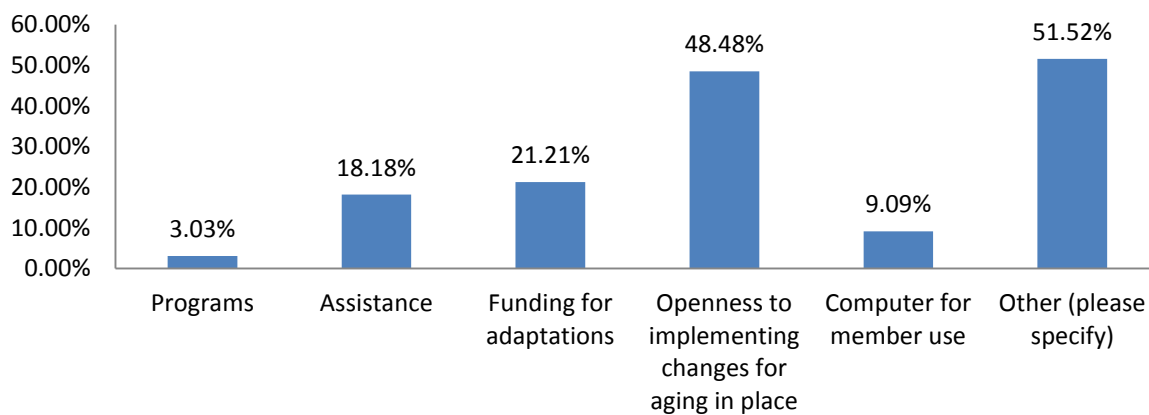 60.00%
50.00%
40.00%
30.00%
20.00%
10.00%
0.00%
3.03%
18.18%
21.21%
48.48%
9.09%
51.52%
Programs
Assistance
Funding for
adaptations
Openness to
implementing
changes for
aging in place
Computer for
member use
Other (please
specify)